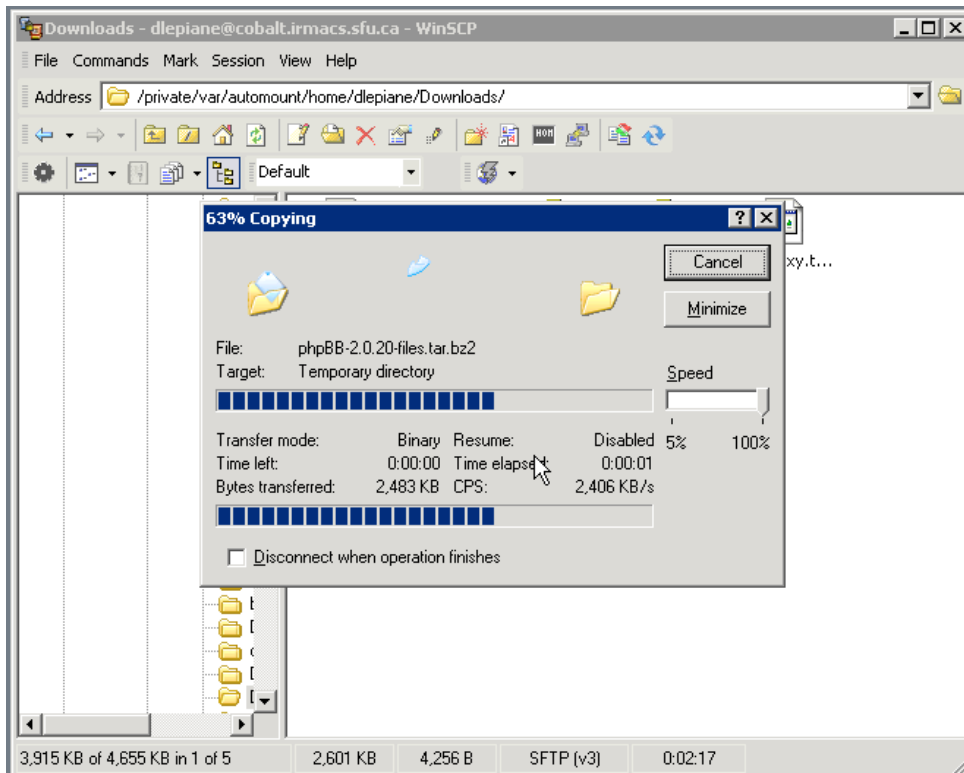 Downloads - dlepiane@cobalt.irmacs.sfu.ca - WinSCP
File Commands Mark Session View Help
Address /private/var/automount/home/dlepiane/Downloads/
Default
63% Copying
Cancel
xy.t...
Minimize
File: phpBB-2.0.20-files.tar.bz2
Target: Temporary directory
Speed
Transfer mode: Binary Resume: Disabled
5% 100%
Time left: 0:00:00 Time elapsed: 0:00:01
Bytes transferred: 2,483 KB CPS: 2,406 KB/s
Disconnect when operation finishes
3,915 KB of 4,655 KB in 1 of 5 2,601 KB 4,256 B SFTP (v3) 0:02:17